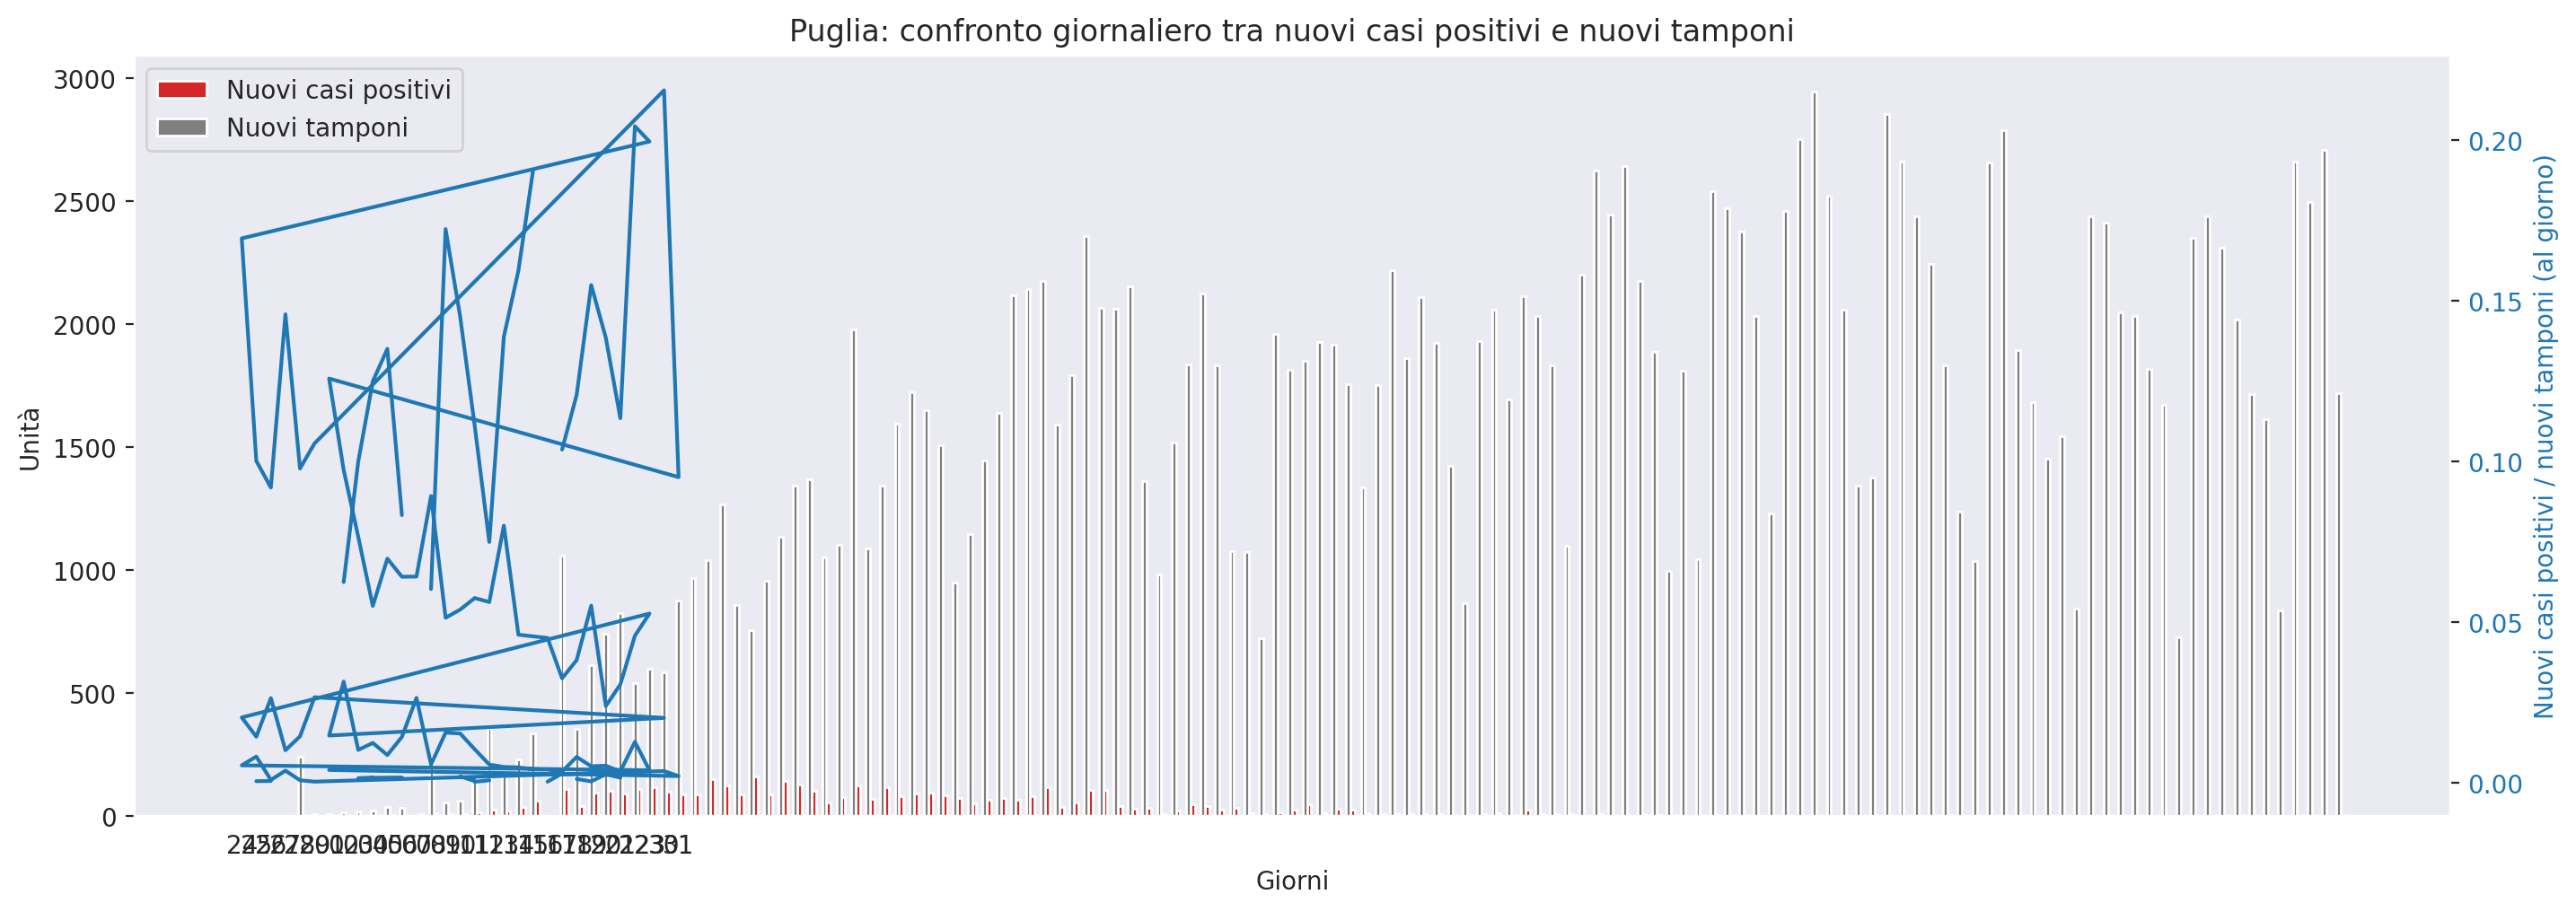 Puglia: confronto giornaliero tra nuovi casi positivi e nuovi tamponi
Nuovi casi positivi
Nuovi tamponi
3000
2500
2000
1500
1000
500
0
Unità
0.20
0.15
0.10
0.05
0.00
Nuovi casi positivi / nuovi tamponi (al giorno)
Giorni